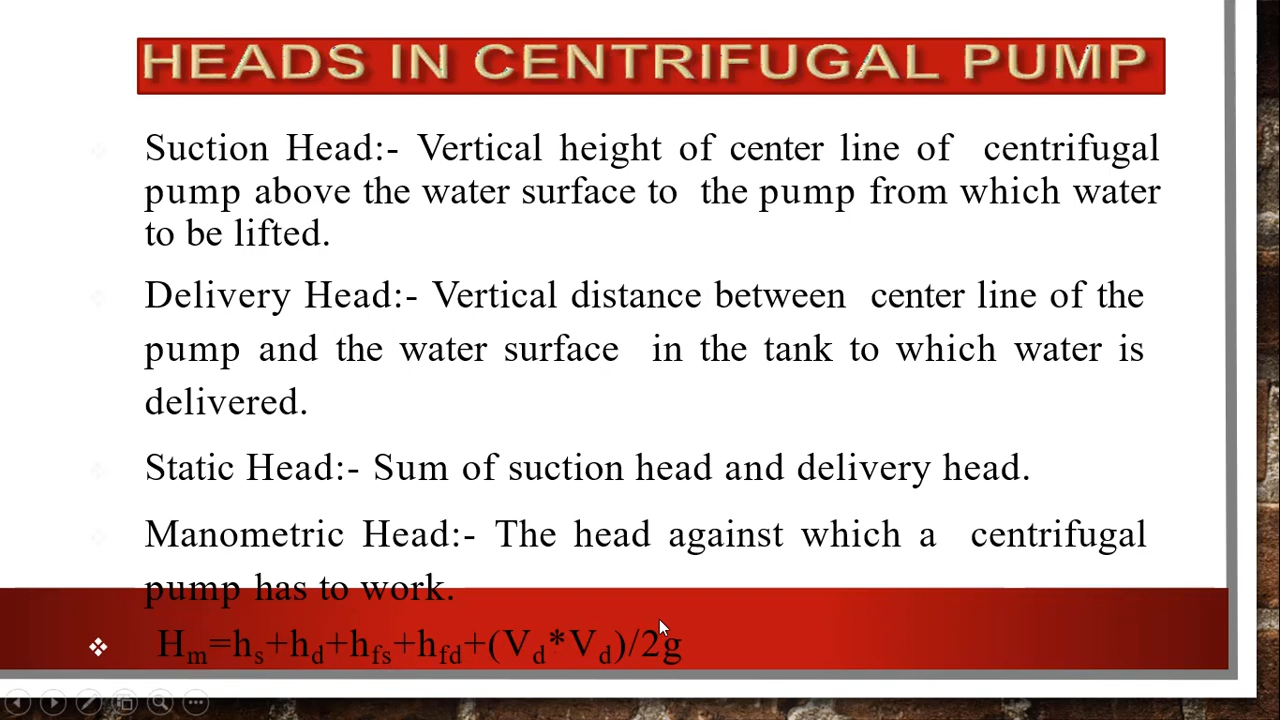 HEADS IN CENTRIFUGAL PUMP
Suction Head:- Vertical height of center line of centrifugal
pump above the water surface to the pump from which water
to be lifted.
Delivery Head:- Vertical distance between center line of the
pump and the water surface in the tank to which water is
delivered.
Static Head:- Sum of suction head and delivery head.
Manometric Head:- The head against which a centrifugal
pump has to work.
Hm=hs+hd+hfs+hfd+(Vd*Vd)/2g